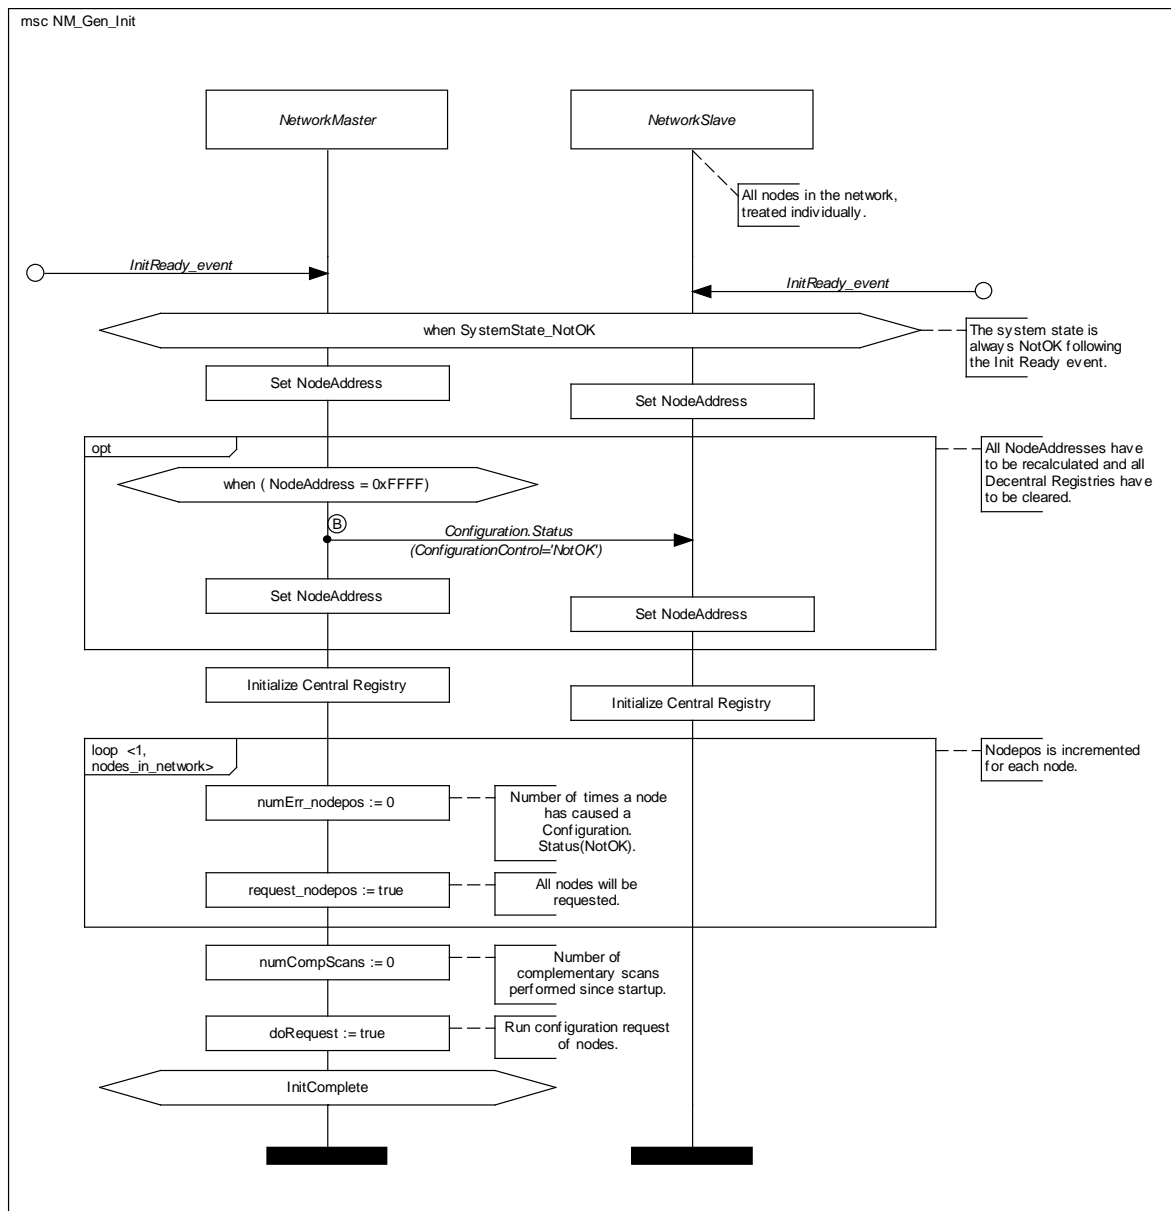 msc NM_Gen_Init
NetworkMaster
NetworkSlave
All nodes in the network,
treated individually.
InitReady_event
InitReady_event
when SystemState_NotOK
The system state is
always NotOK following
the Init Ready event.
Set NodeAddress
Set NodeAddress
opt
All NodeAddresses have
to be recalculated and all
Decentral Registries have
to be cleared.
when ( NodeAddress = 0xFFFF)
B
Configuration.Status
(ConfigurationControl='NotOK')
Set NodeAddress
Set NodeAddress
Initialize Central Registry
Initialize Central Registry
loop <1,
nodes_in_network>
Nodepos is incremented
for each node.
numErr_nodepos := 0
Number of times a node
has caused a
Configuration.
Status(NotOK).
request_nodepos := true
All nodes will be
requested.
numCompScans := 0
Number of
complementary scans
performed since startup.
doRequest := true
Run configuration request
of nodes.
InitComplete